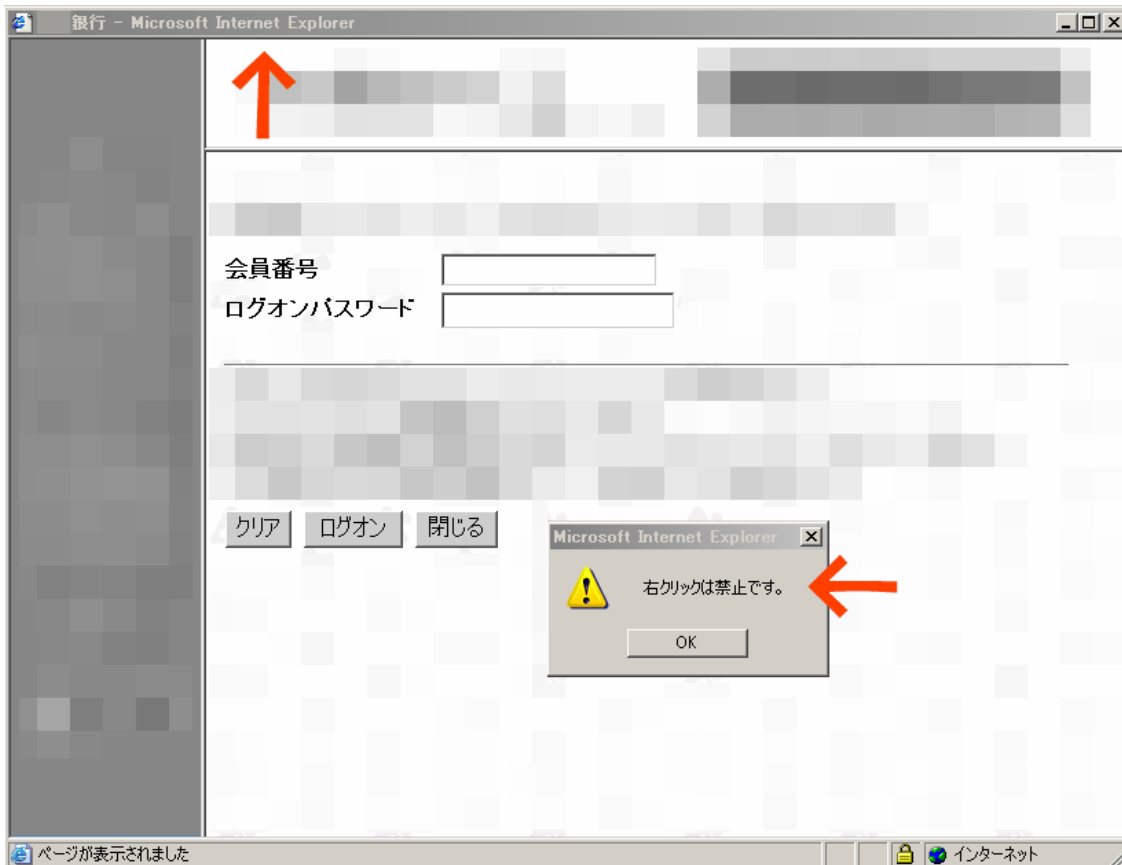 銀行 - Microsoft Internet Explorer
会員番号
ログオンパスワード
クリア ログオン 閉じる
Microsoft Internet Explorer
右クリックは禁止です。
OK
ページが表示されました インターネット